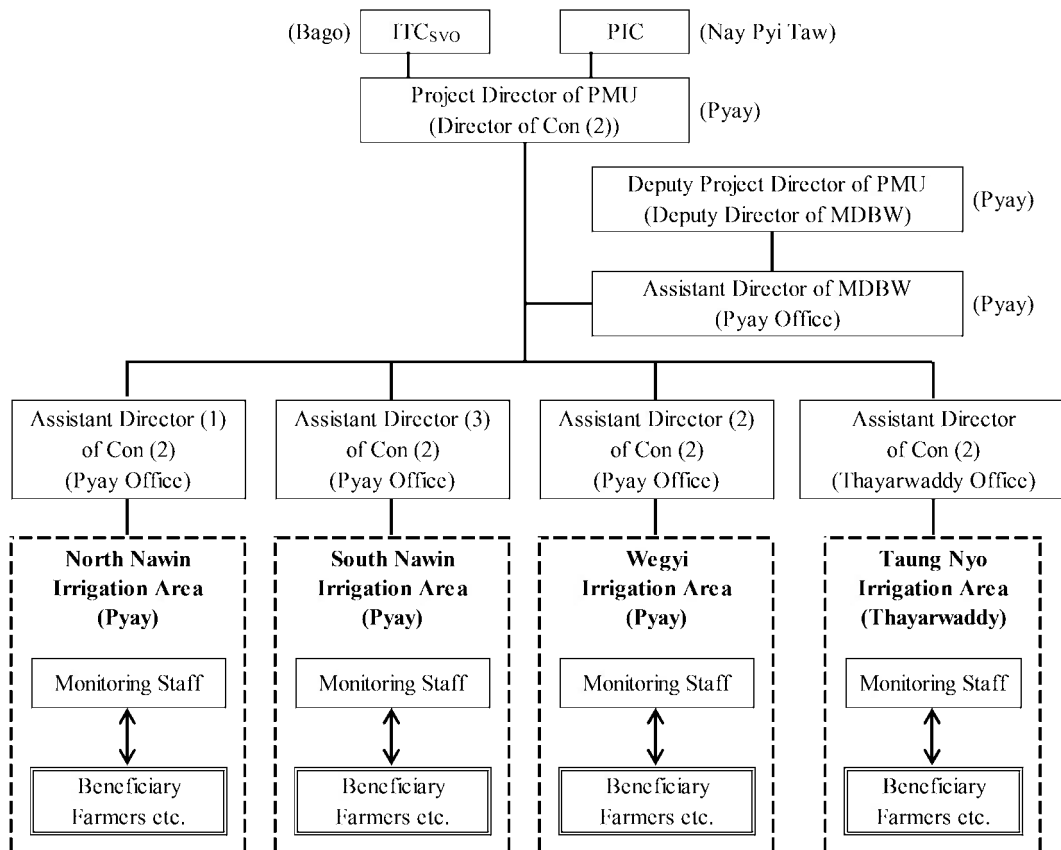 (Bago) ITCSVO PIC (Nay Pyi Taw)
Project Director of PMU
(Director of Con (2))
(Pyay)
Deputy Project Director of PMU
(Deputy Director of MDBW)
(Pyay)
Assistant Director of MDBW
(Pyay Office)
(Pyay)
Assistant Director (1)
of Con (2)
(Pyay Office)
Assistant Director (3)
of Con (2)
(Pyay Office)
Assistant Director (2)
of Con (2)
(Pyay Office)
Assistant Director
of Con (2)
(Thayarwaddy Office)
North Nawin
Irrigation Area
(Pyay)
South Nawin
Irrigation Area
(Pyay)
Wegyi
Irrigation Area
(Pyay)
Taung Nyo
Irrigation Area
(Thayarwaddy)
Monitoring Staff
Monitoring Staff
Monitoring Staff
Monitoring Staff
Beneficiary
Farmers etc.
Beneficiary
Farmers etc.
Beneficiary
Farmers etc.
Beneficiary
Farmers etc.